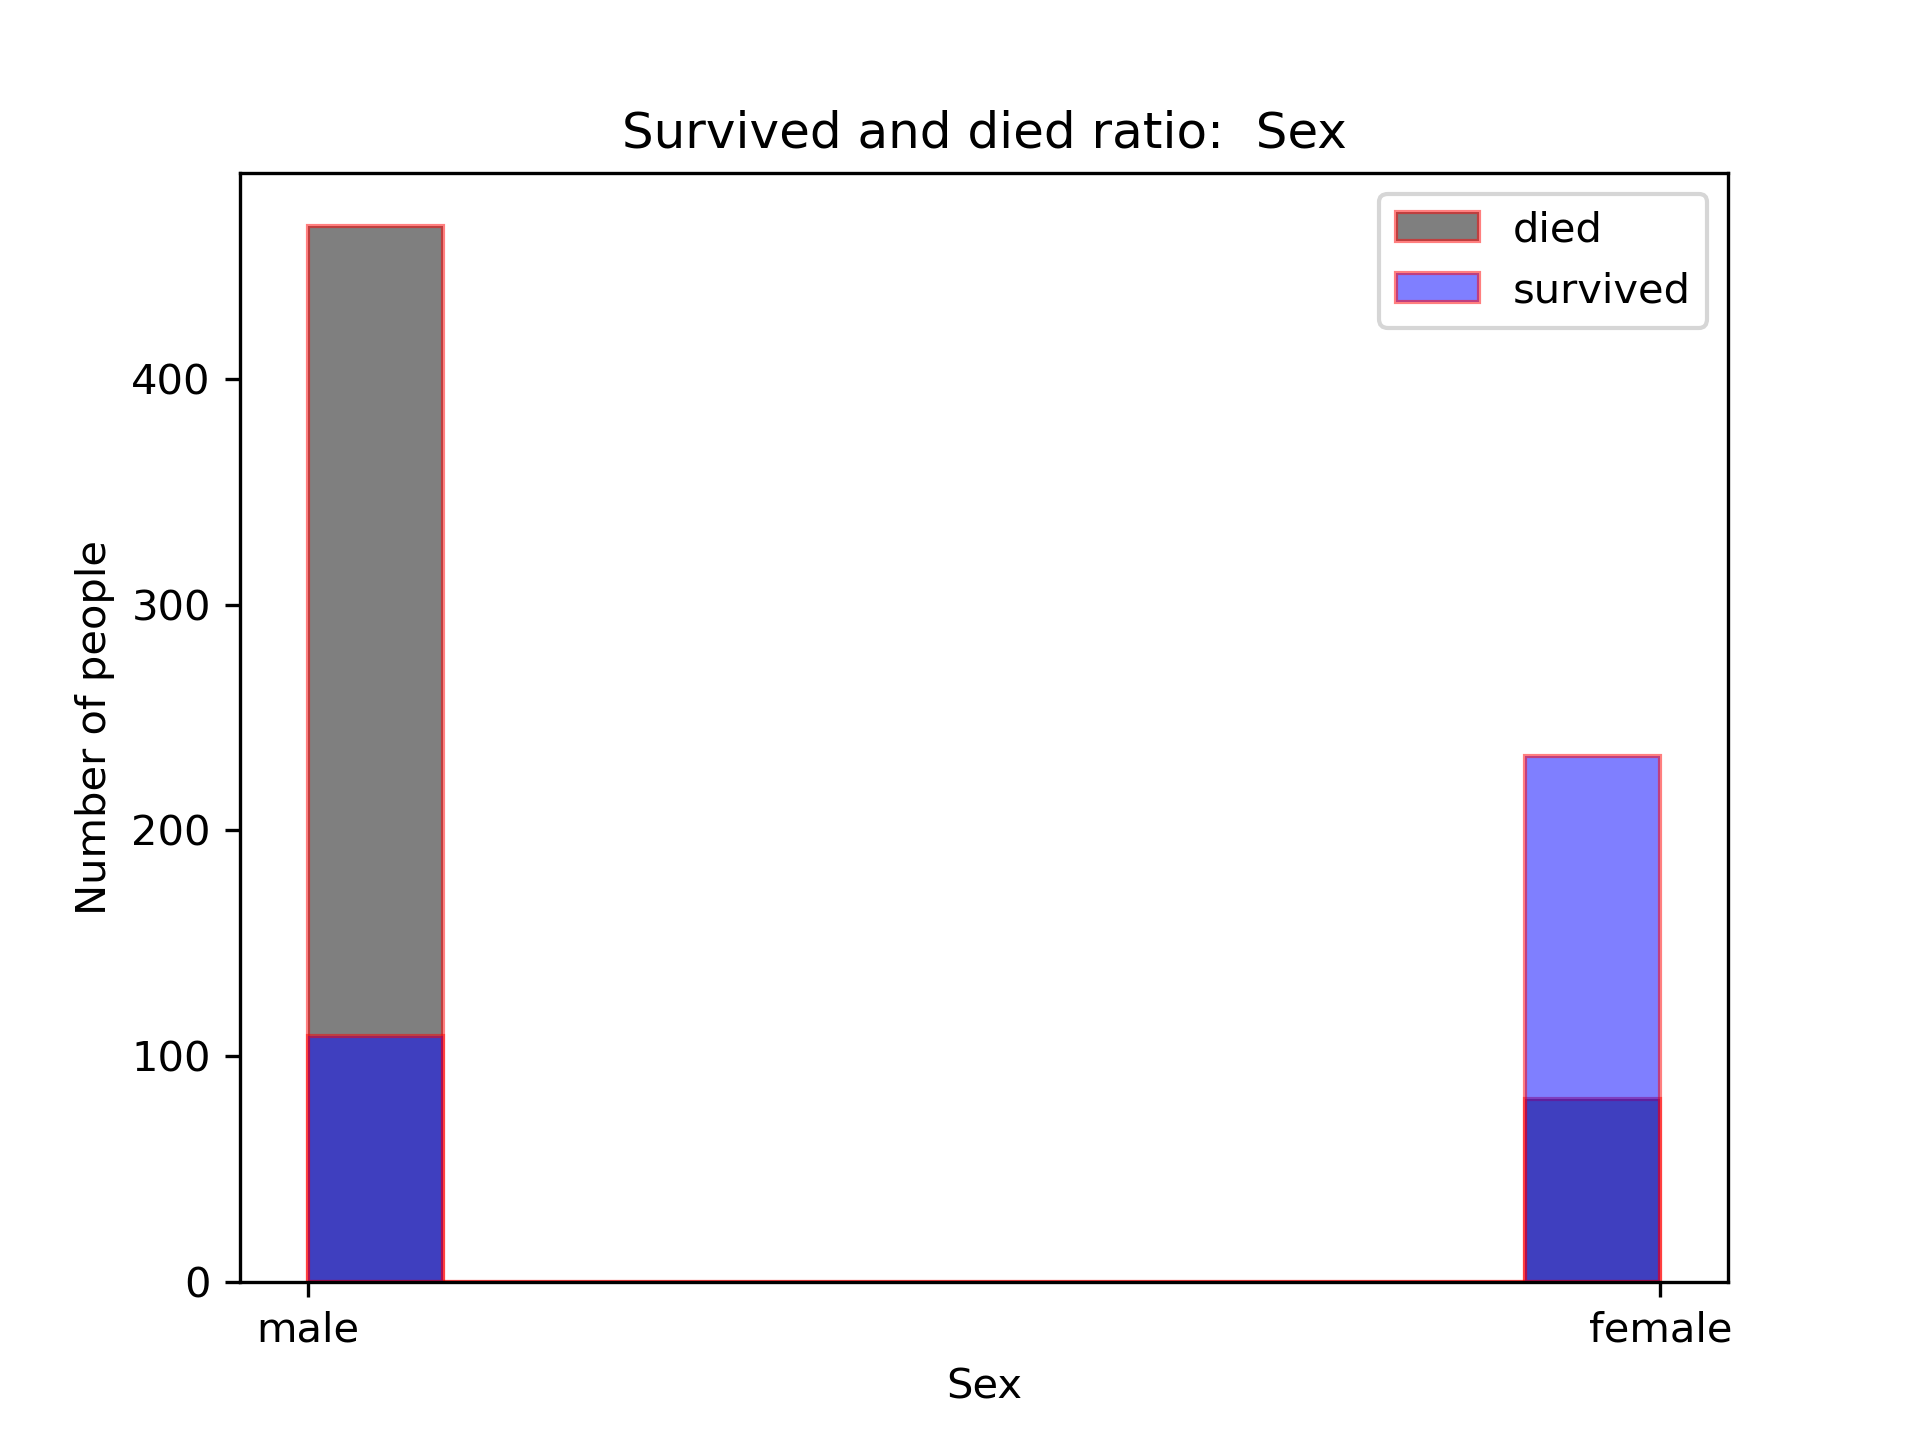 Survived and died ratio:  Sex
died
survived
Number of people
400
300
200
100
0
male
female
Sex